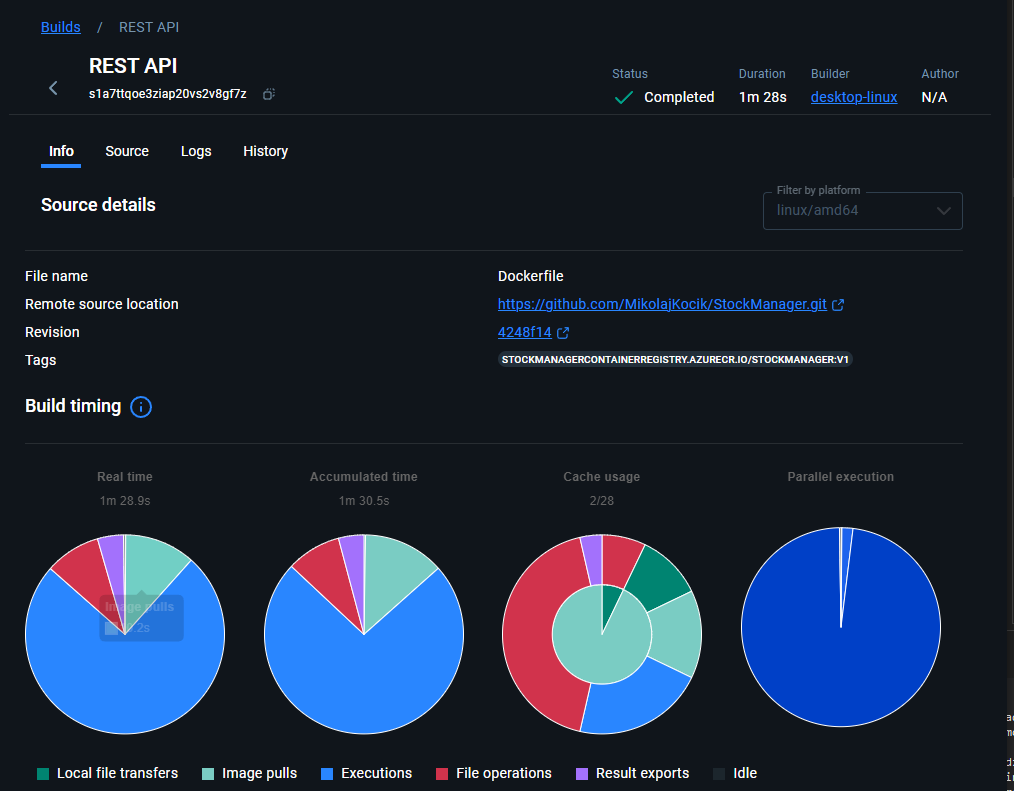 Builds / REST API
REST API
s1a7ttqoe3ziap20vs2v8gf7z
Status Duration Builder Author
Completed 1m 28s desktop-linux N/A
Info Source Logs History
Source details
Filter by platform
linux/amd64
File name Dockerfile
Remote source location https://github.com/MikolajKocik/StockManager.git
Revision 4248f14
Tags STOCKMANAGERCONTAINERREGISTRY.AZURECR.IO/STOCKMANAGER:V1
Build timing
Real time Accumulated time Cache usage Parallel execution
1m 28.9s 1m 30.5s 2/28
Image pulls
Local file transfers Image pulls Executions File operations Result exports Idle